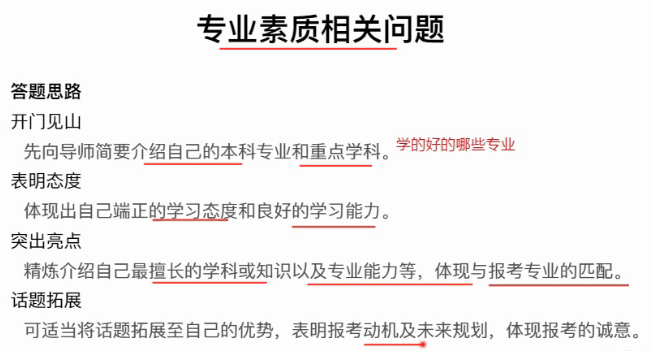 专业素质相关问题
答题思路
开门见山
先向导师简要介绍自己的本科专业和重点学科。学的好的哪些专业
表明态度
体现出自己端正的学习态度和良好的学习能力。
突出亮点
精炼介绍自己最擅长的学科或知识以及专业能力等，体现与报考专业的匹配。
话题拓展
可适当将话题拓展至自己的优势，表明报考动机及未来规划，体现报考的诚意。